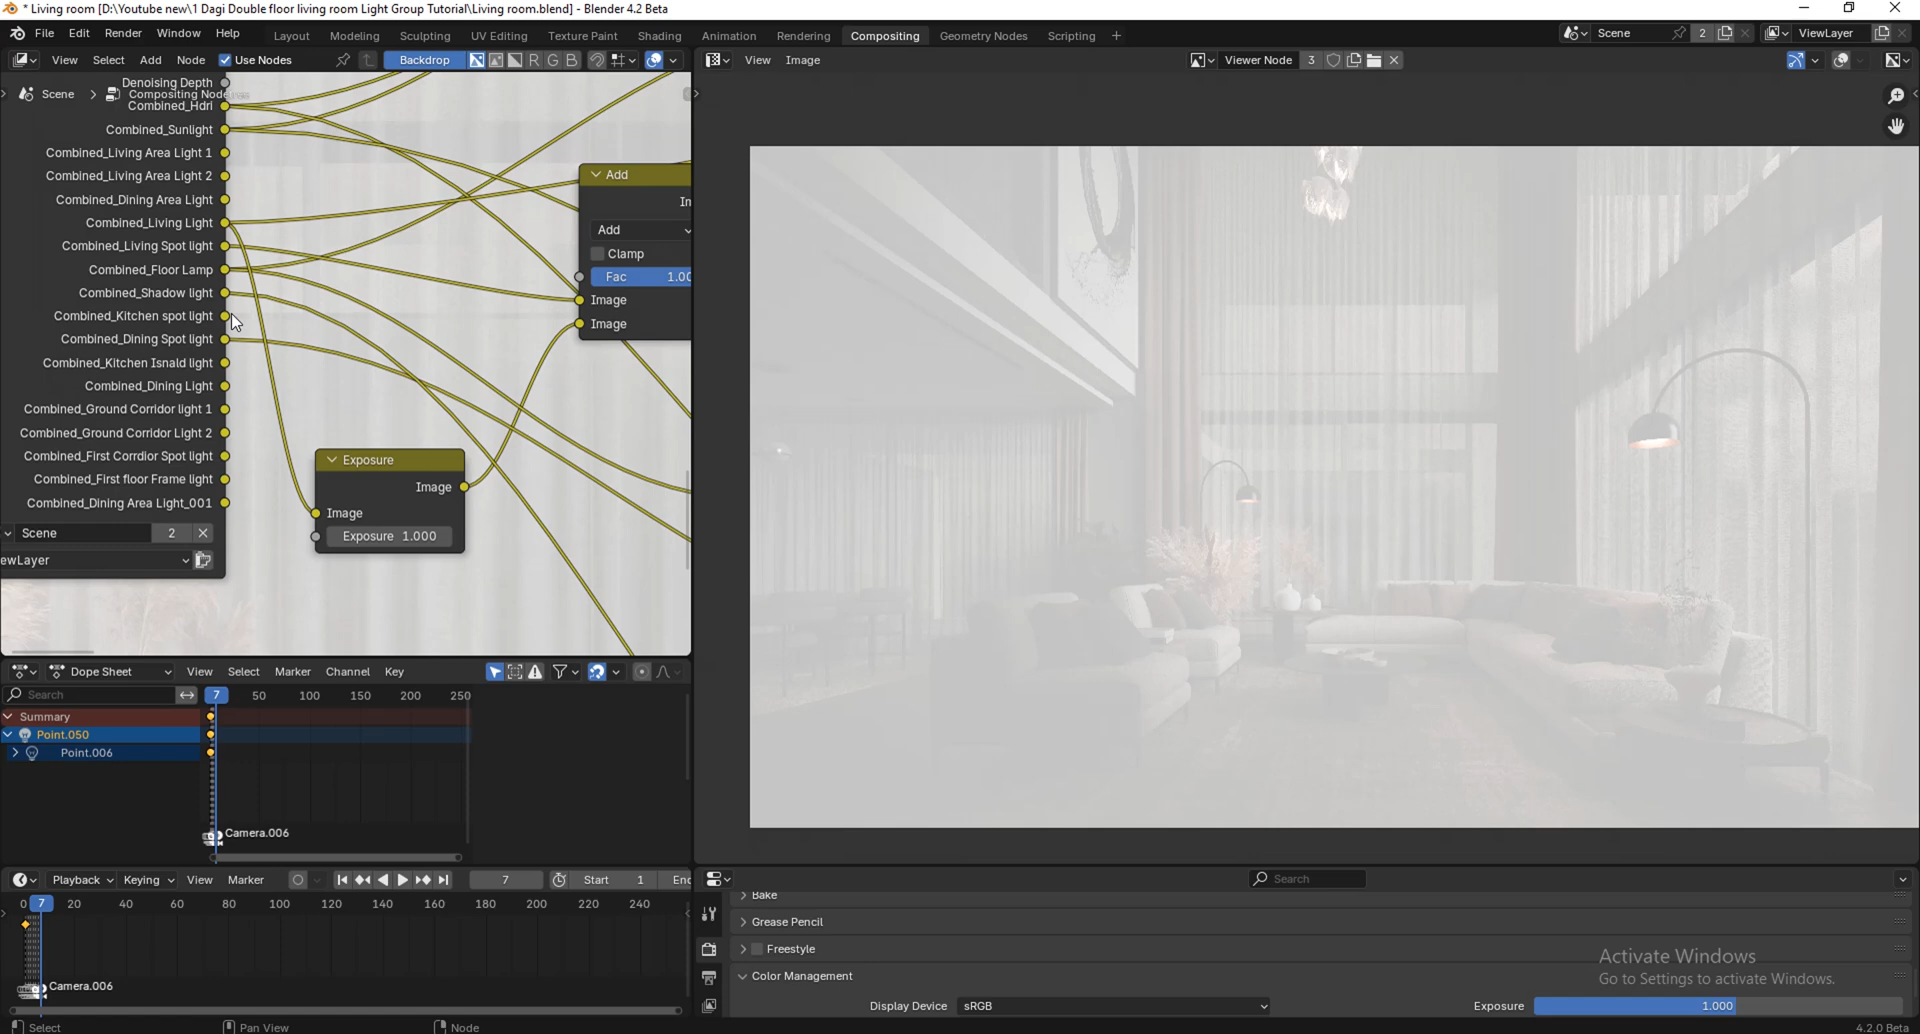 * Living room [D:\Youtube new\1 Dagi Double floor living room Light Group Tutorial\Living room.blend] - Blender 4.2 Beta
File Edit Render Window Help Layout Modeling Sculpting UV Editing Texture Paint Shading Animation Rendering Compositing Geometry Nodes Scripting + Scene 2 ViewLayer
View Select Add Node Use Nodes Backdrop R G B View Image Viewer Node 3
Denoising Depth
Scene > Compositing
Combined_Hdri
Combined_Sunlight
Combined_Living Area Light 1
Combined_Living Area Light 2
Combined_Dining Area Light
Combined_Living Light
Combined_Living Spot light
Combined_Floor Lamp
Combined_Shadow light
Combined_Kitchen spot light
Combined_Dining Spot light
Combined_Kitchen Isnald light
Combined_Dining Light
Combined_Ground Corridor light 1
Combined_Ground Corridor Light 2
Combined_First Corrdior Spot light
Combined_First floor Frame light
Combined_Dining Area Light_001
Scene 2
ewLayer
Add
Add
Clamp
Fac 1.00
Image
Image
Exposure
Image
Image
Exposure 1.000
Dope Sheet View Select Marker Channel Key
Search 7 50 100 150 200 250
Summary
Point.050
Point.006
Camera.006
Playback Keying View Marker 7 Start 1 Enc
0 7 20 40 60 80 100 120 140 160 180 200 220 240
Camera.006
Search
Bake
Grease Pencil
Freestyle
Color Management
Display Device sRGB Exposure 1.000
Activate Windows
Go to Settings to activate Windows.
Select Pan View Node 4.2.0 Beta